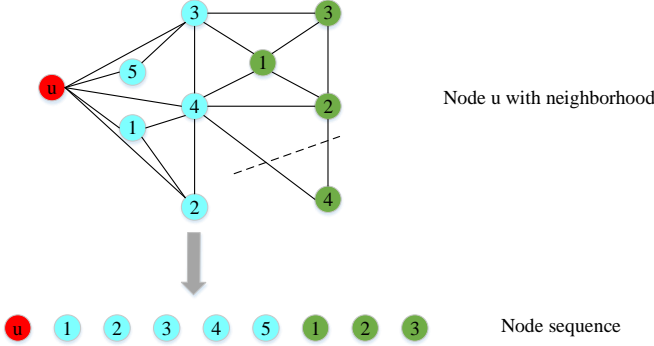 3 3
1
5
u
4 2
1
2 4
Node u with neighborhood
u 1 2 3 4 5 1 2 3
Node sequence